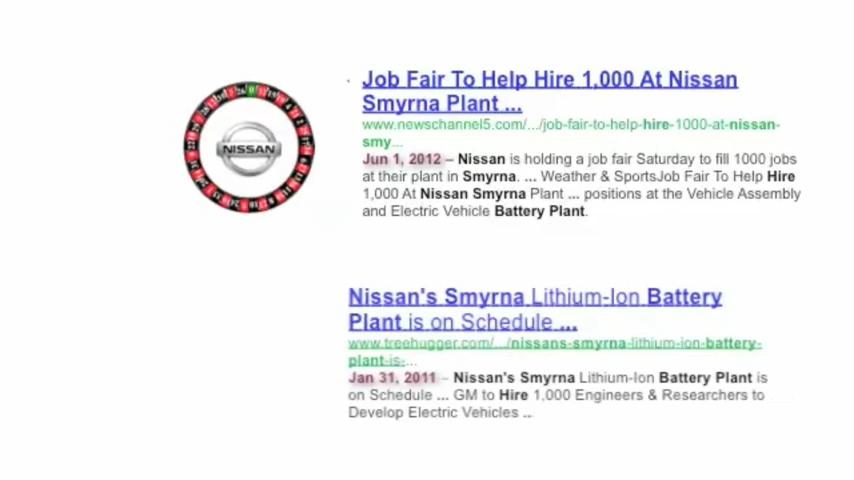 NISSAN
Job Fair To Help Hire 1,000 At Nissan
Smyrna Plant ...
www.newschannel5.com/.../job-fair-to-help-hire-1000-at-nissan-
smy...
Jun 1, 2012 – Nissan is holding a job fair Saturday to fill 1000 jobs
at their plant in Smyrna. ... Weather & SportsJob Fair To Help Hire
1,000 At Nissan Smyrna Plant ... positions at the Vehicle Assembly
and Electric Vehicle Battery Plant.
Nissan's Smyrna Lithium-Ion Battery
Plant is on Schedule ...
www.treehugger.com/.../nissans-smyrna-lithium-ion-battery-
plant-is-...
Jan 31, 2011 – Nissan's Smyrna Lithium-Ion Battery Plant is
on Schedule ... GM to Hire 1,000 Engineers & Researchers to
Develop Electric Vehicles ...